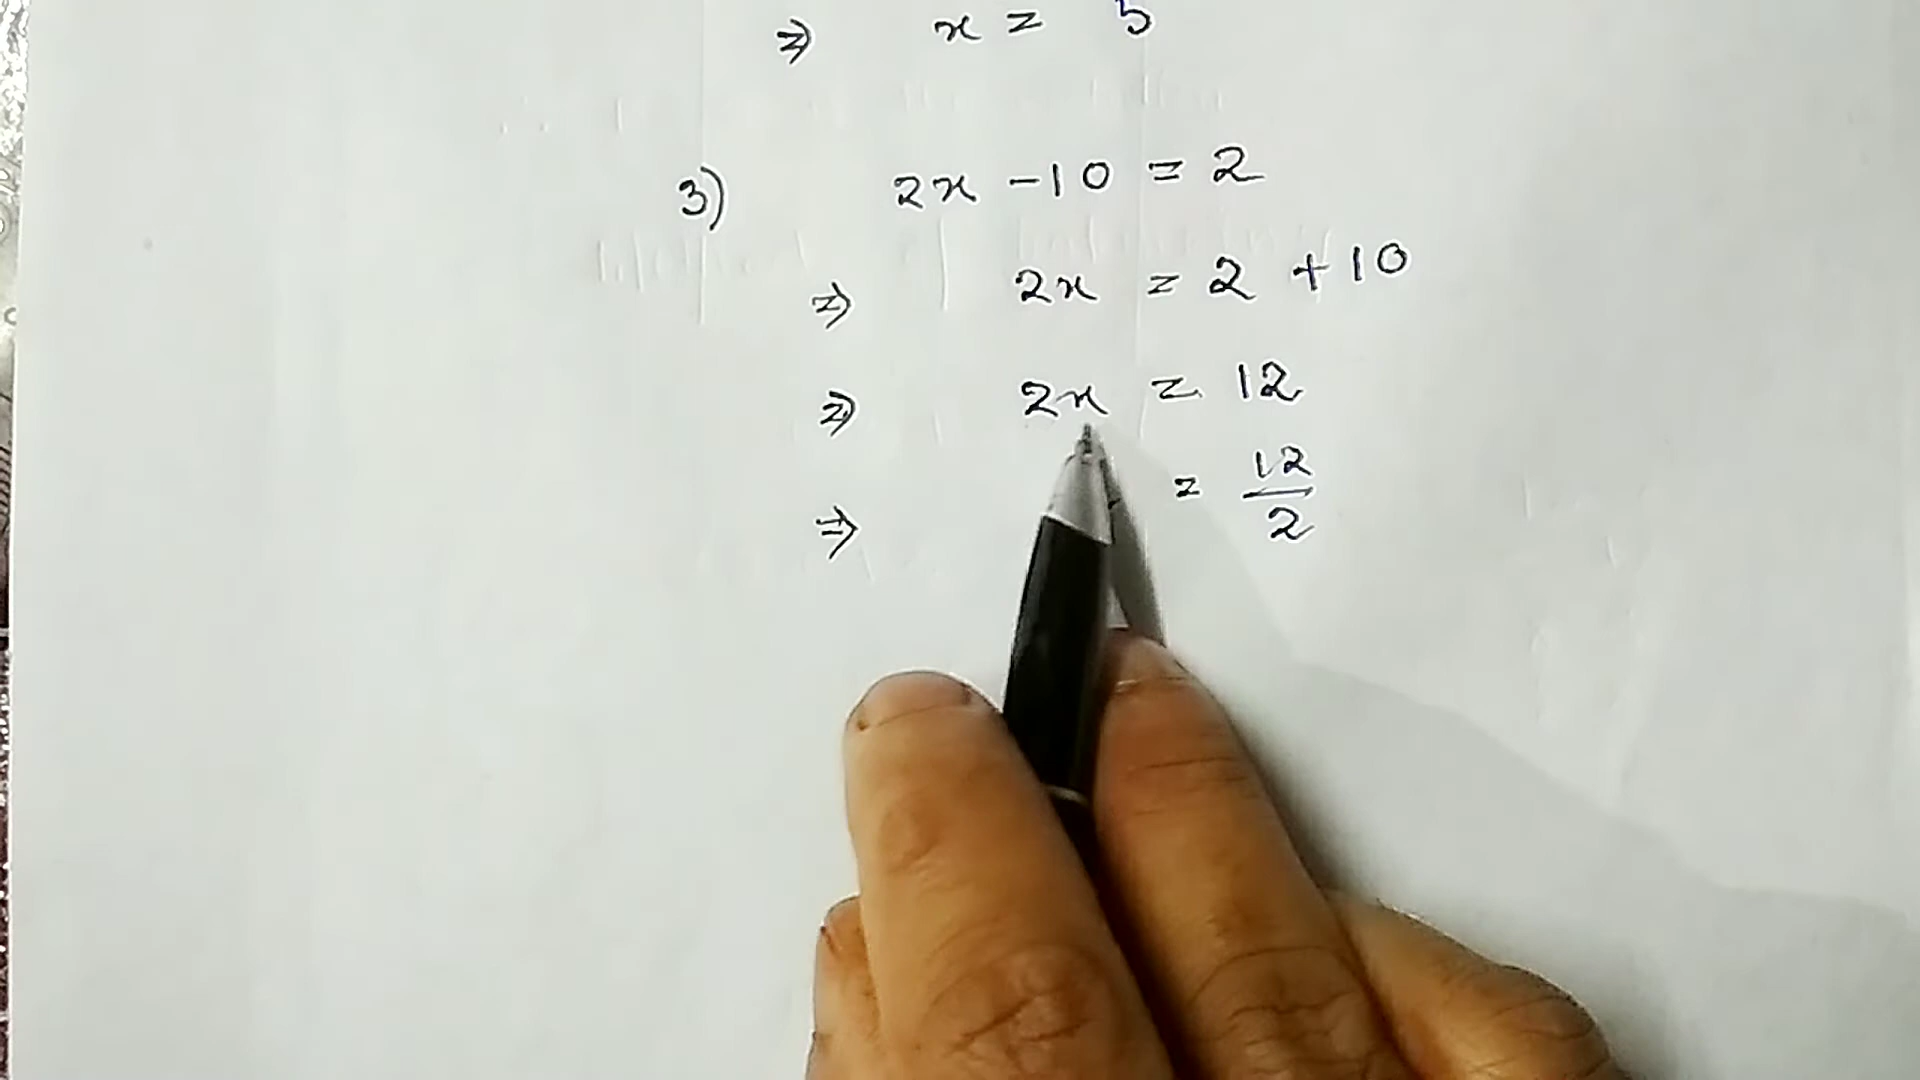 ⇒ x = 5
3) 2x - 10 = 2
⇒ 2x = 2 + 10
⇒ 2x = 12
⇒ = 12/2